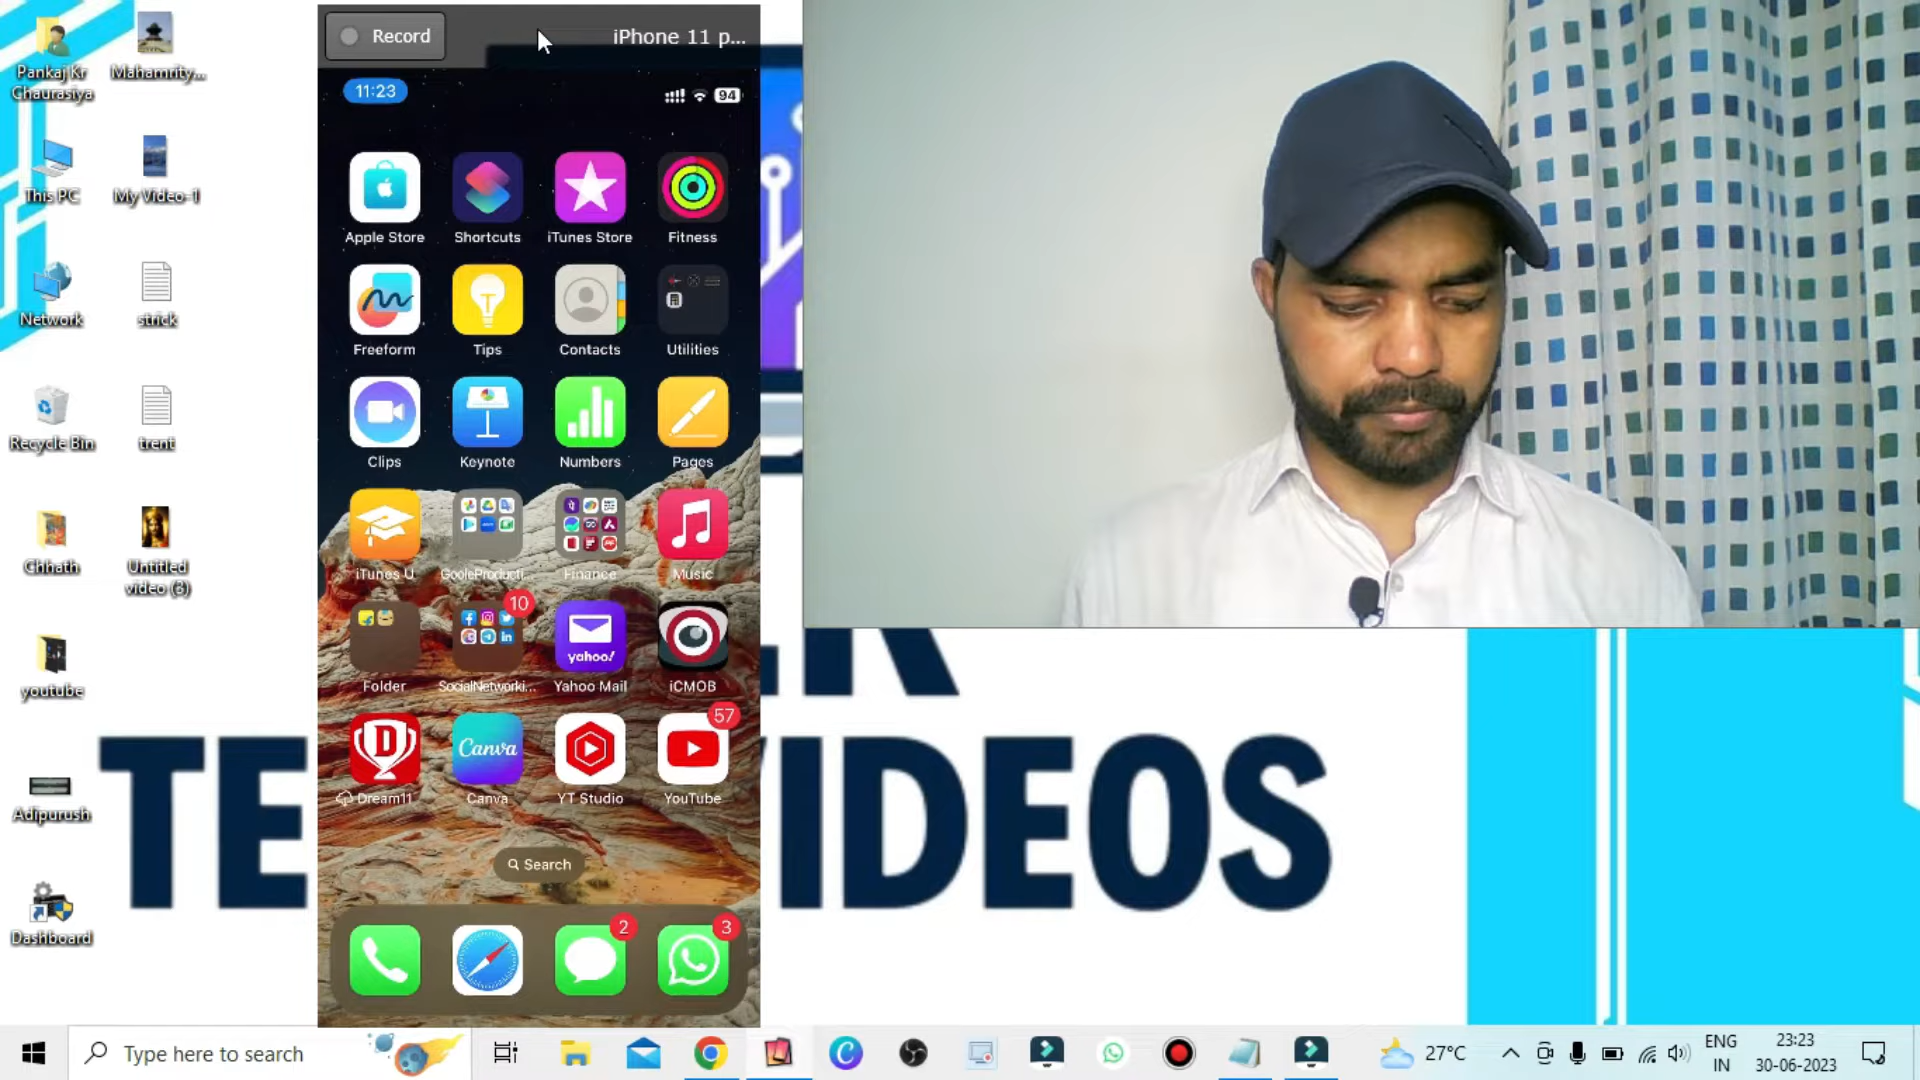 Pankaj Kr
Chaurasiya
Mahamrity...
This PC
My Video-1
Network
strick
Recycle Bin
trent
Chhath
Untitled
video (3)
youtube
Adipurush
Dashboard
Record
iPhone 11 p...
11:23
94
Apple Store
Shortcuts
iTunes Store
Fitness
Freeform
Tips
Contacts
Utilities
Clips
Keynote
Numbers
Pages
iTunes U
GooleProducti...
Finance
Music
10
yahoo!
Folder
SocialNetworki...
Yahoo Mail
iCMOB
57
D
Canva
Dream11
Canva
YT Studio
YouTube
Search
2
3
TE
VIDEOS
Type here to search
27°C
ENG
IN
23:23
30-06-2023